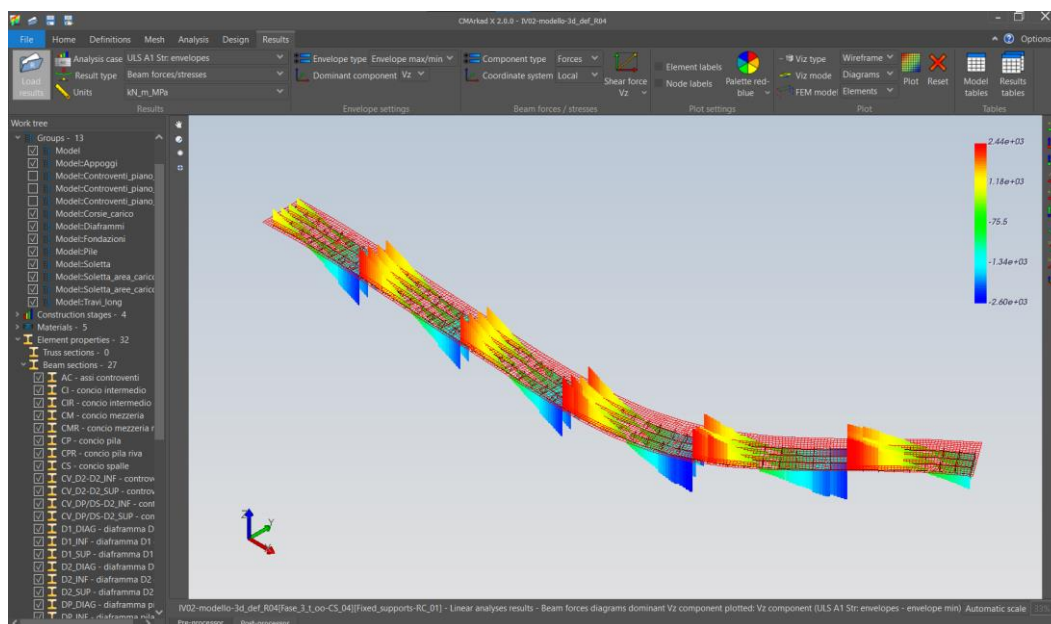 CMArked X 2.0.0 - IV02-modello-3d_def_R04
File Home Definitions Mesh Analysis Design Results Options
Load results
Analysis case ULS A1 Str: envelopes
Result type Beam forces/stresses
Units kN_m_MPa
Results
Envelope type Envelope max/min
Dominant component Vz
Envelope settings
Component type Forces
Coordinate system Local
Shear force Vz
Beam forces / stresses
Element labels
Node labels
Palette red-blue
Plot settings
Viz type Wireframe
Viz mode Diagrams
FEM model Elements
Plot Reset
Plot
Model tables
Results tables
Tables
Work tree
Groups - 13
Model
Model::Appoggi
Model::Controventi_piano_
Model::Controventi_piano_
Model::Controventi_piano_
Model::Corsie_carico
Model::Diaframmi
Model::Fondazioni
Model::Pile
Model::Soletta
Model::Soletta_area_carico
Model::Soletta_aree_carico
Model::Travi_long
Construction stages - 4
Materials - 5
Element properties - 32
Truss sections - 0
Beam sections - 27
AC - assi controventi
CI - concio intermedio
CIR - concio intermedio
CM - concio mezzeria
CMR - concio mezzeria r
CP - concio pila
CPR - concio pila riva
CS - concio spalle
CV_D2-D2_INF - controv
CV_D2-D2_SUP - controv
CV_DP/DS-D2_INF - cont
CV_DP/DS-D2_SUP - con
D1_DIAG - diaframma D
D1_INF - diaframma D1
D1_SUP - diaframma D1
D2_DIAG - diaframma D
D2_INF - diaframma D2
D2_SUP - diaframma D2
DP_DIAG - diaframma pi
DP_INF - diaframma pila
2.44e+03
1.18e+03
-75.5
-1.34e+03
-2.60e+03
Z
Y
IV02-modello-3d_def_R04[Fase_3_t_oo-CS_04][Fixed_supports-RC_01] - Linear analyses results - Beam forces diagrams dominant Vz component plotted: Vz component (ULS A1 Str: envelopes - envelope min) Automatic scale
Pre-processor Post-processor